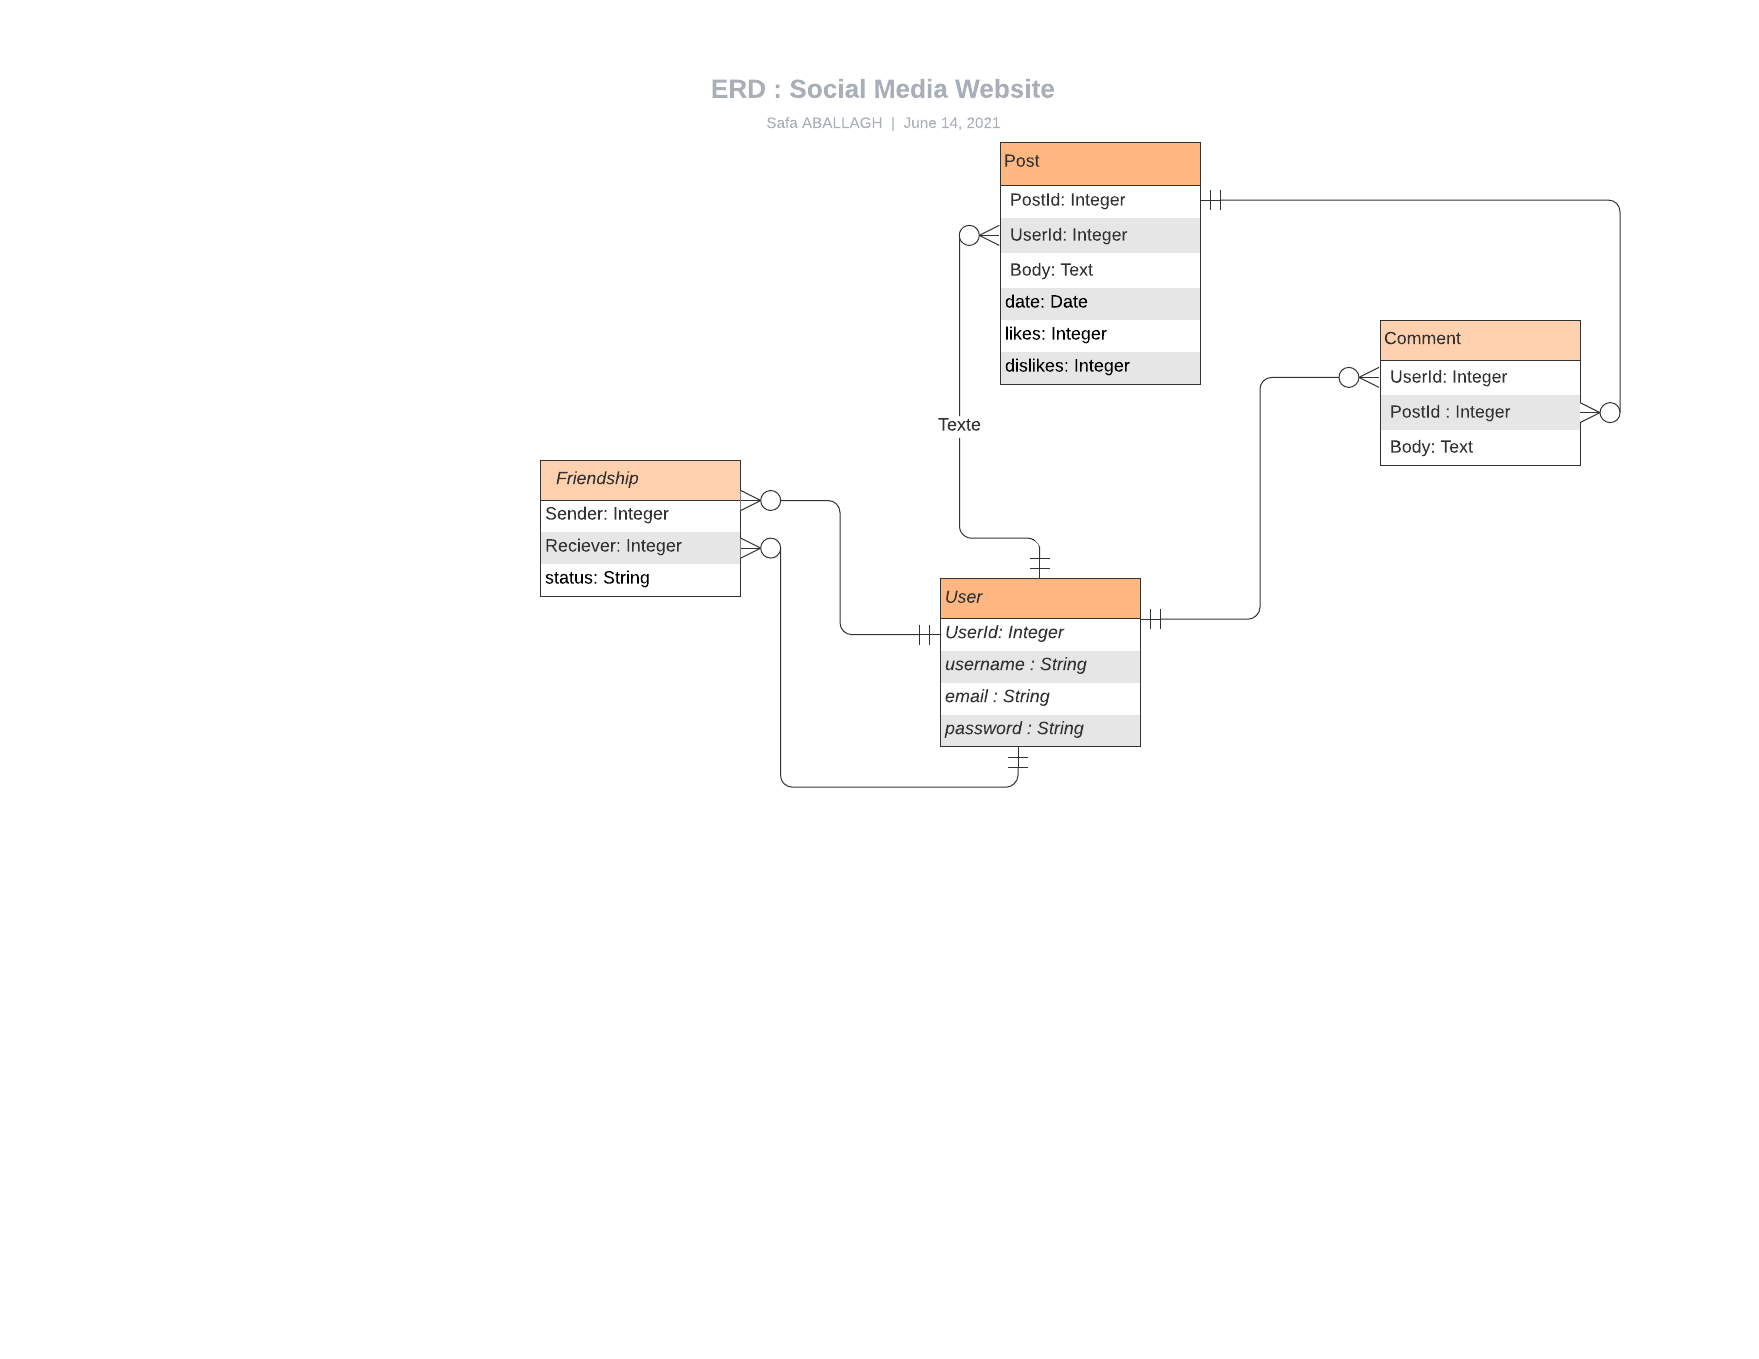 ERD : Social Media Website
Safa ABALLAGH | June 14, 2021
Post
PostId: Integer
UserId: Integer
Body: Text
date: Date
likes: Integer
dislikes: Integer
Comment
UserId: Integer
PostId : Integer
Body: Text
Texte
Friendship
Sender: Integer
Reciever: Integer
status: String
User
UserId: Integer
username : String
email : String
password : String